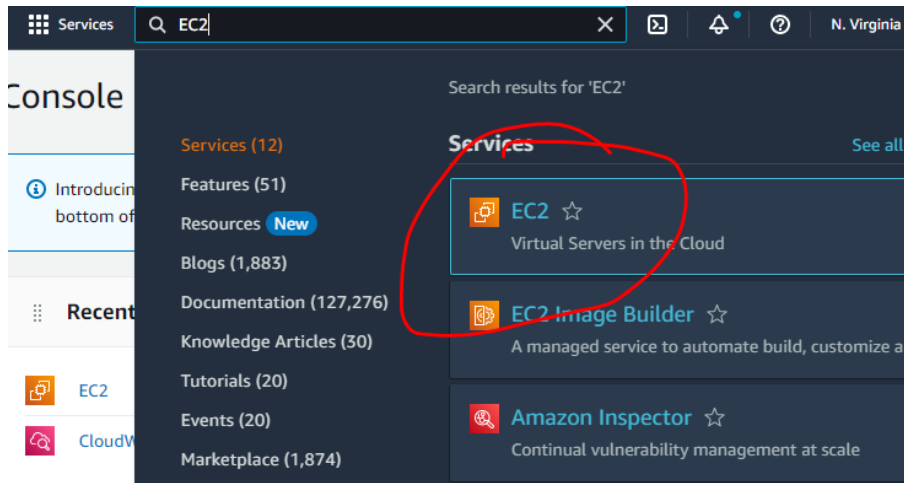 Services
EC2
N. Virginia
Console
Introducin
bottom of
Recent
EC2
CloudW
Search results for 'EC2'
Services (12)
Features (51)
Resources New
Blogs (1,883)
Documentation (127,276)
Knowledge Articles (30)
Tutorials (20)
Events (20)
Marketplace (1,874)
Services
See all
EC2
Virtual Servers in the Cloud
EC2 Image Builder
A managed service to automate build, customize a
Amazon Inspector
Continual vulnerability management at scale